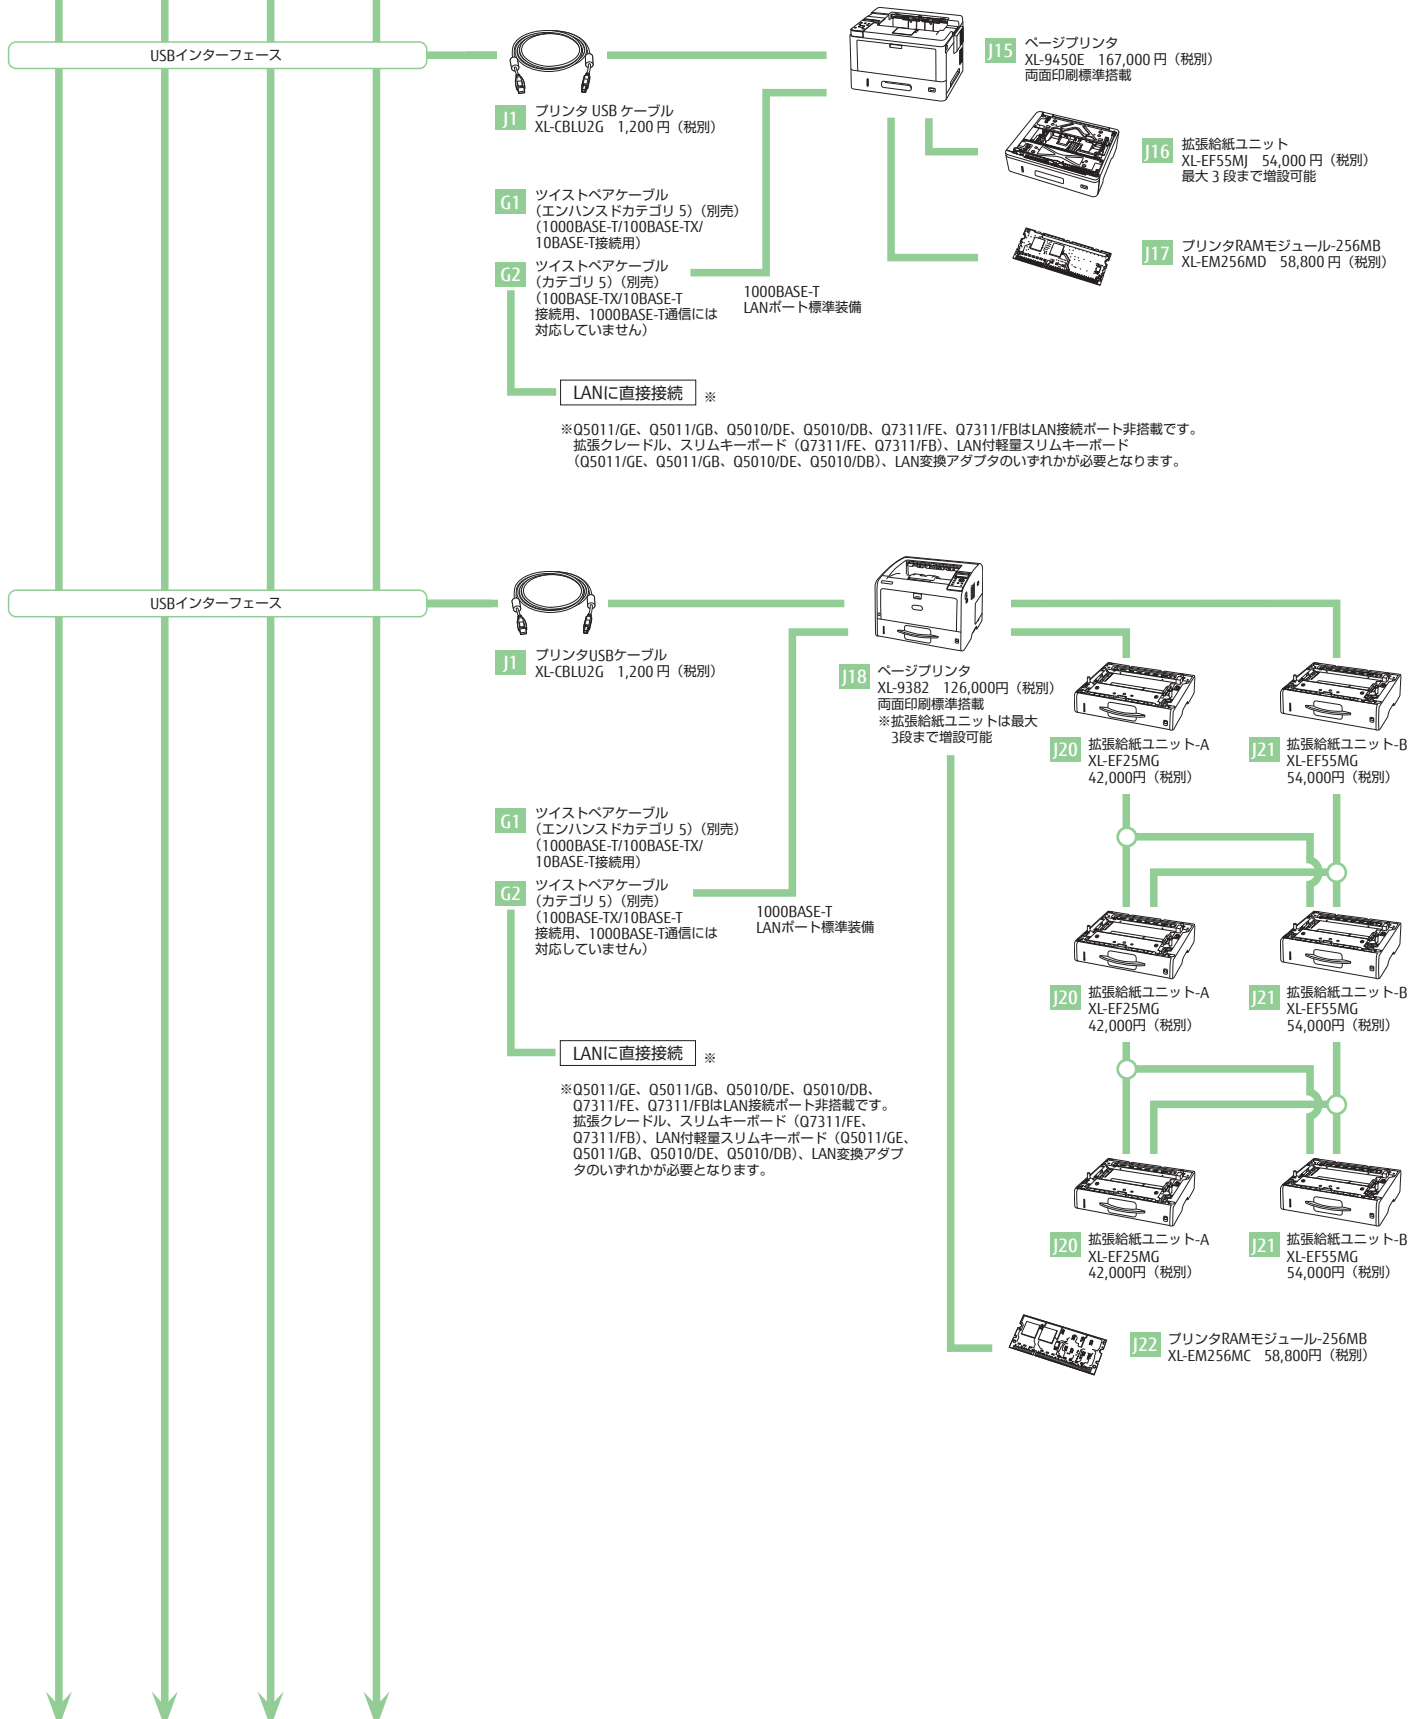 USBインターフェース
J1
プリンタ USB ケーブル
XL-CBLU2G 1,200 円（税別）
J15
ページプリンタ
XL-9450E 167,000 円（税別）
両面印刷標準搭載
J16
拡張給紙ユニット
XL-EF55MJ 54,000 円（税別）
最大 3 段まで増設可能
J17
プリンタRAMモジュール-256MB
XL-EM256MD 58,800 円（税別）
G1
ツイストペアケーブル
（エンハンスドカテゴリ 5）（別売）
（1000BASE-T/100BASE-TX/
10BASE-T接続用）
G2
ツイストペアケーブル
（カテゴリ 5）（別売）
（100BASE-TX/10BASE-T
接続用、1000BASE-T通信には
対応していません）
1000BASE-T
LANポート標準装備
LANに直接接続 ※
※Q5011/GE、Q5011/GB、Q5010/DE、Q5010/DB、Q7311/FE、Q7311/FBはLAN接続ポート非搭載です。
拡張クレードル、スリムキーボード（Q7311/FE、Q7311/FB）、LAN付軽量スリムキーボード
（Q5011/GE、Q5011/GB、Q5010/DE、Q5010/DB）、LAN変換アダプタのいずれかが必要となります。
USBインターフェース
J1
プリンタUSBケーブル
XL-CBLU2G 1,200 円（税別）
J18
ページプリンタ
XL-9382 126,000円（税別）
両面印刷標準搭載
※拡張給紙ユニットは最大
3段まで増設可能
J20
拡張給紙ユニット-A
XL-EF25MG
42,000円（税別）
J21
拡張給紙ユニット-B
XL-EF55MG
54,000円（税別）
G1
ツイストペアケーブル
（エンハンスドカテゴリ 5）（別売）
（1000BASE-T/100BASE-TX/
10BASE-T接続用）
G2
ツイストペアケーブル
（カテゴリ 5）（別売）
（100BASE-TX/10BASE-T
接続用、1000BASE-T通信には
対応していません）
1000BASE-T
LANポート標準装備
J20
拡張給紙ユニット-A
XL-EF25MG
42,000円（税別）
J21
拡張給紙ユニット-B
XL-EF55MG
54,000円（税別）
LANに直接接続 ※
※Q5011/GE、Q5011/GB、Q5010/DE、Q5010/DB、
Q7311/FE、Q7311/FBはLAN接続ポート非搭載です。
拡張クレードル、スリムキーボード（Q7311/FE、
Q7311/FB）、LAN付軽量スリムキーボード（Q5011/GE、
Q5011/GB、Q5010/DE、Q5010/DB）、LAN変換アダプ
タのいずれかが必要となります。
J20
拡張給紙ユニット-A
XL-EF25MG
42,000円（税別）
J21
拡張給紙ユニット-B
XL-EF55MG
54,000円（税別）
J22
プリンタRAMモジュール-256MB
XL-EM256MC 58,800円（税別）